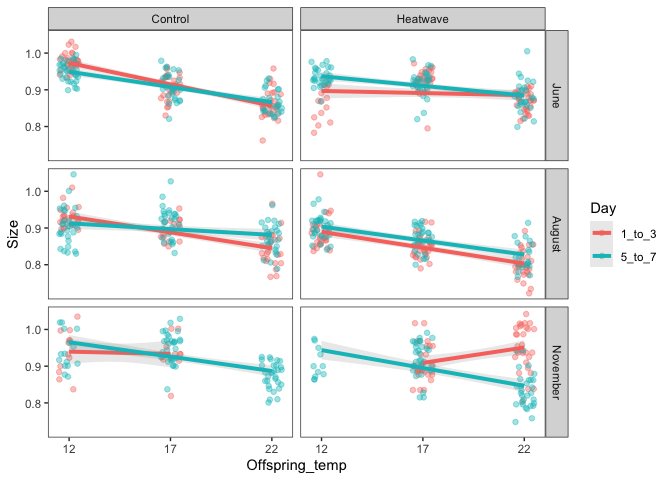 Control
Heatwave
1.0
0.9
0.8
June
1.0
0.9
0.8
August
1.0
0.9
0.8
November
Size
12
17
22
12
17
22
Offspring_temp
Day
1_to_3
5_to_7